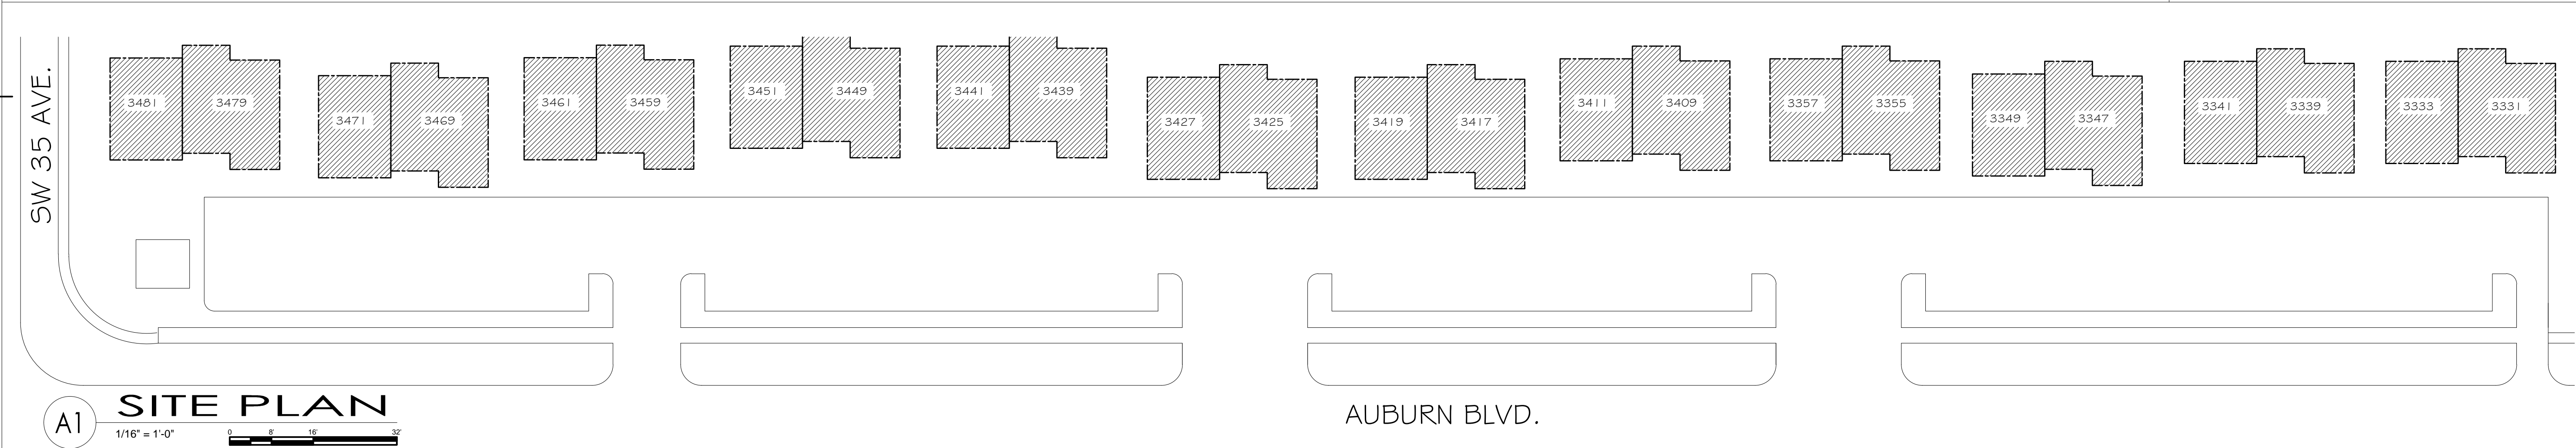 SW 35 AVE.
3481 3479
3471 3469
3461 3459
3451 3449
3441 3439
3427 3425
3419 3417
3411 3409
3357 3355
3349 3347
3341 3339
3333 3331
A1
SITE PLAN
1/16" = 1'-0"
0 8' 16' 32'
AUBURN BLVD.